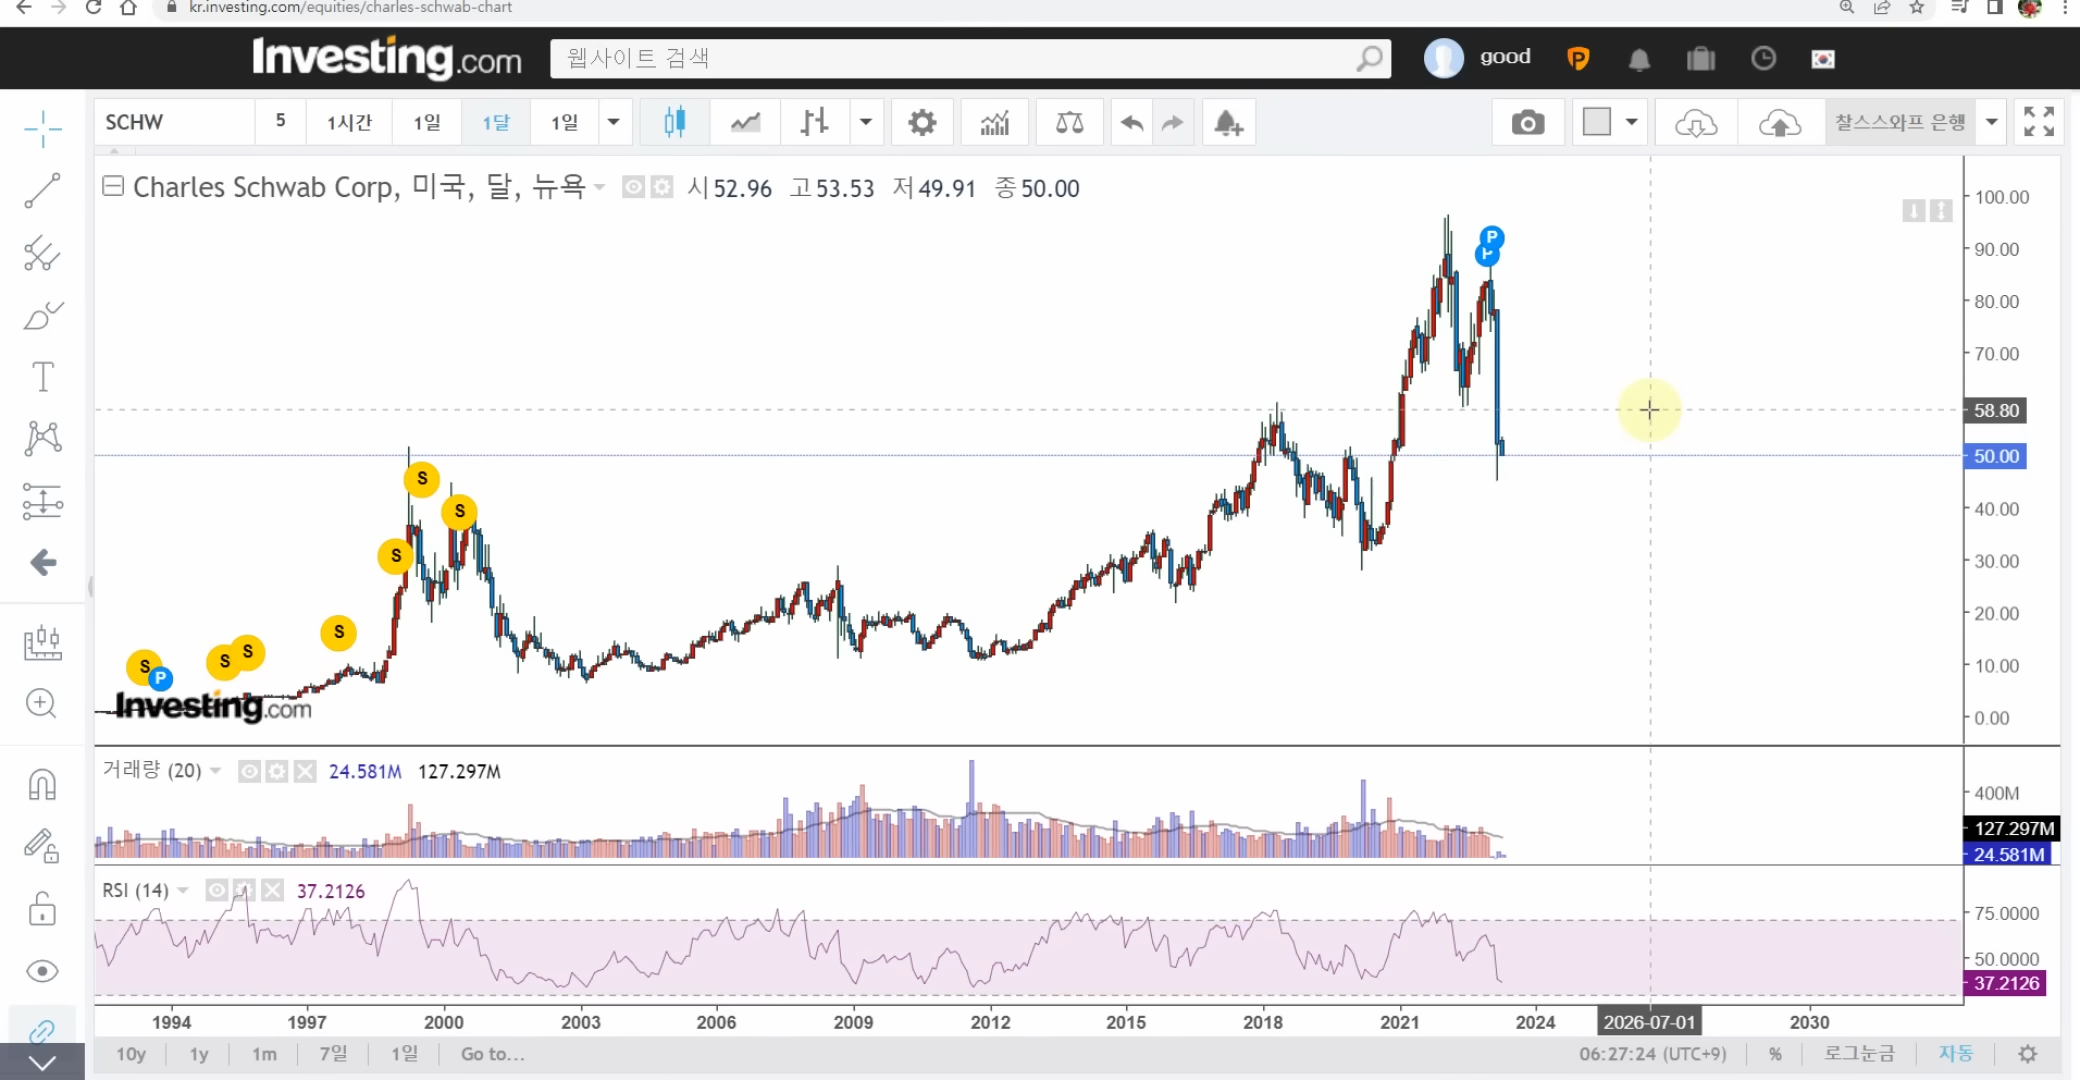 kr.investing.com/equities/charles-schwab-chart
Investing.com
웹사이트 검색
good
P
SCHW
5
1시간
1일
1달
1일
찰스스와프 은행
Charles Schwab Corp, 미국, 달, 뉴욕
시 52.96 고 53.53 저 49.91 종 50.00
100.00
90.00
80.00
70.00
58.80
50.00
40.00
30.00
20.00
10.00
0.00
P
P
S
S
S
S
S
S
S
P
Investing.com
거래량 (20)
24.581M 127.297M
400M
127.297M
24.581M
RSI (14)
37.2126
75.0000
50.0000
37.2126
1994
1997
2000
2003
2006
2009
2012
2015
2018
2021
2024
2026-07-01
2030
10y
1y
1m
7일
1일
Go to...
06:27:24 (UTC+9)
%
로그눈금
자동